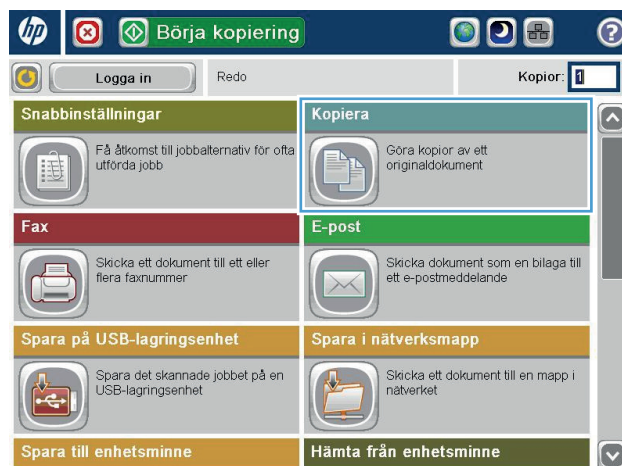 hp
Börja kopiering
?
Logga in
Redo
Kopior: 1
Snabbinställningar
Få åtkomst till jobbalternativ för ofta
utförda jobb
Kopiera
Göra kopior av ett
originaldokument
Fax
Skicka ett dokument till ett eller
flera faxnummer
E-post
Skicka dokument som en bilaga till
ett e-postmeddelande
Spara på USB-lagringsenhet
Spara det skannade jobbet på en
USB-lagringsenhet
Spara i nätverksmapp
Skicka ett dokument till en mapp i
nätverket
Spara till enhetsminne
Hämta från enhetsminne